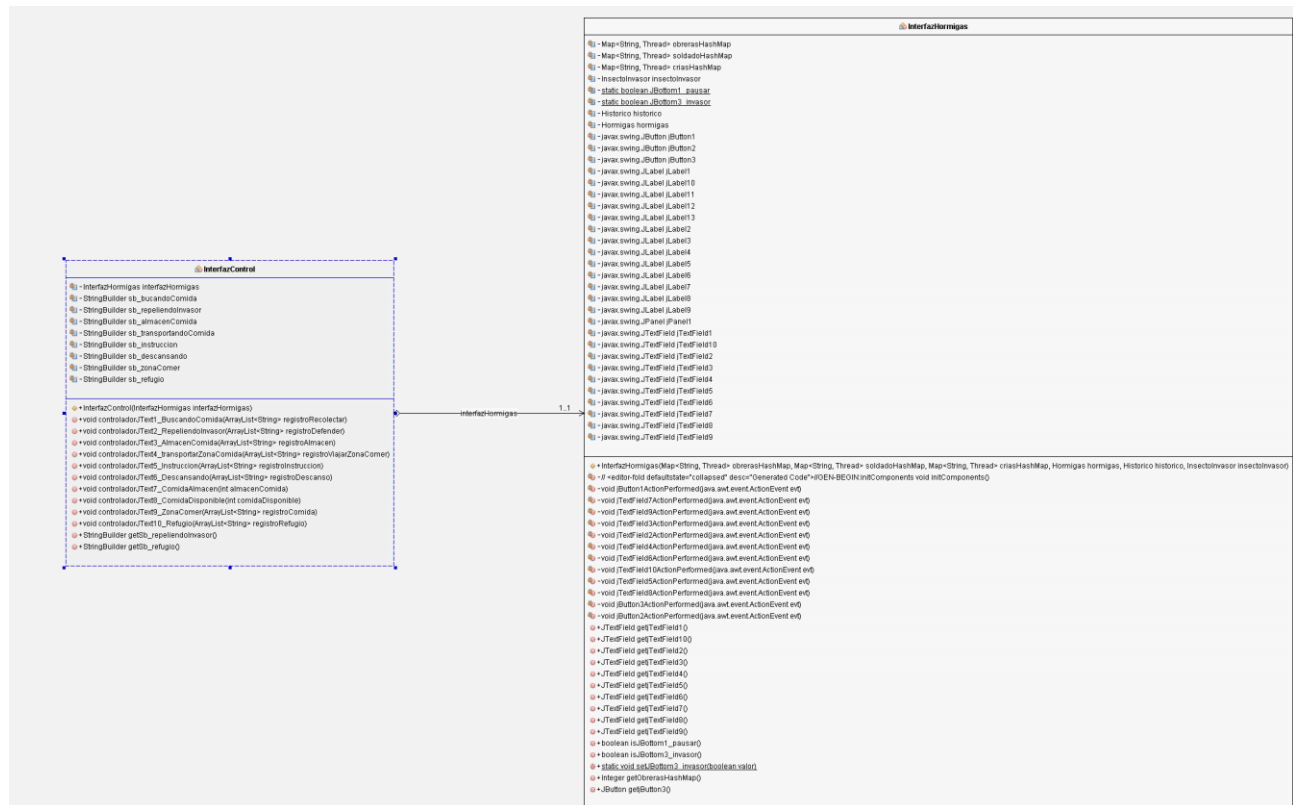 InterfazHormigas
-Map<String, Thread> obrerasHashMap
-Map<String, Thread> soldadoHashMap
-Map<String, Thread> criasHashMap
-InsectoInvasor insectoInvasor
-static boolean JBottom1_pausar
-static boolean JBottom3_invasor
-Historico historico
-Hormigas hormigas
-javax.swing.JButton jButton1
-javax.swing.JButton jButton2
-javax.swing.JButton jButton3
-javax.swing.JLabel jLabel1
-javax.swing.JLabel jLabel10
-javax.swing.JLabel jLabel11
-javax.swing.JLabel jLabel12
-javax.swing.JLabel jLabel13
-javax.swing.JLabel jLabel2
-javax.swing.JLabel jLabel3
-javax.swing.JLabel jLabel4
-javax.swing.JLabel jLabel5
-javax.swing.JLabel jLabel6
-javax.swing.JLabel jLabel7
-javax.swing.JLabel jLabel8
-javax.swing.JLabel jLabel9
-javax.swing.JPanel jPanel1
-javax.swing.JTextField jTextField1
-javax.swing.JTextField jTextField10
-javax.swing.JTextField jTextField2
-javax.swing.JTextField jTextField3
-javax.swing.JTextField jTextField4
-javax.swing.JTextField jTextField5
-javax.swing.JTextField jTextField6
-javax.swing.JTextField jTextField7
-javax.swing.JTextField jTextField8
-javax.swing.JTextField jTextField9
+InterfazHormigas(Map<String, Thread> obrerasHashMap, Map<String, Thread> soldadoHashMap, Map<String, Thread> criasHashMap, Hormigas hormigas, Historico historico, InsectoInvasor insectoInvasor)
-// <editor-fold defaultstate="collapsed" desc="Generated Code">//GEN-BEGIN:initComponents void initComponents()
-void jButton1ActionPerformed(java.awt.event.ActionEvent evt)
-void jTextField7ActionPerformed(java.awt.event.ActionEvent evt)
-void jTextField9ActionPerformed(java.awt.event.ActionEvent evt)
-void jTextField3ActionPerformed(java.awt.event.ActionEvent evt)
-void jTextField2ActionPerformed(java.awt.event.ActionEvent evt)
-void jTextField4ActionPerformed(java.awt.event.ActionEvent evt)
-void jTextField6ActionPerformed(java.awt.event.ActionEvent evt)
-void jTextField10ActionPerformed(java.awt.event.ActionEvent evt)
-void jTextField5ActionPerformed(java.awt.event.ActionEvent evt)
-void jTextField8ActionPerformed(java.awt.event.ActionEvent evt)
-void jButton3ActionPerformed(java.awt.event.ActionEvent evt)
-void jButton2ActionPerformed(java.awt.event.ActionEvent evt)
+JTextField getjTextField1()
+JTextField getjTextField10()
+JTextField getjTextField2()
+JTextField getjTextField3()
+JTextField getjTextField4()
+JTextField getjTextField5()
+JTextField getjTextField6()
+JTextField getjTextField7()
+JTextField getjTextField8()
+JTextField getjTextField9()
+boolean isJBottom1_pausar()
+boolean isJBottom3_invasor()
+static void setJBottom3_invasor(boolean valor)
+Integer getObrerasHashMap()
+JButton getjButton3()
InterfazControl
-InterfazHormigas interfazHormigas
-StringBuilder sb_bucandoComida
-StringBuilder sb_repeliendoInvasor
-StringBuilder sb_almacenComida
-StringBuilder sb_transportandoComida
-StringBuilder sb_instruccion
-StringBuilder sb_descansando
-StringBuilder sb_zonaComer
-StringBuilder sb_refugio
+InterfazControl(InterfazHormigas interfazHormigas)
+void controladorJText1_BuscandoComida(ArrayList<String> registroRecolectar)
+void controladorJText2_RepeliendoInvasor(ArrayList<String> registroDefender)
+void controladorJText3_AlmacenComida(ArrayList<String> registroAlmacen)
+void controladorJText4_transportarZonaComida(ArrayList<String> registroViajarZonaComer)
+void controladorJText5_Instruccion(ArrayList<String> registroInstruccion)
+void controladorJText6_Descansando(ArrayList<String> registroDescanso)
+void controladorJText7_ComidaAlmacen(int almacenComida)
+void controladorJText8_ComidaDisponible(int comidaDisponible)
+void controladorJText9_ZonaComer(ArrayList<String> registroComida)
+void controladorJText10_Refugio(ArrayList<String> registroRefugio)
+StringBuilder getSb_repeliendoInvasor()
+StringBuilder getSb_refugio()
interfazHormigas
1..1